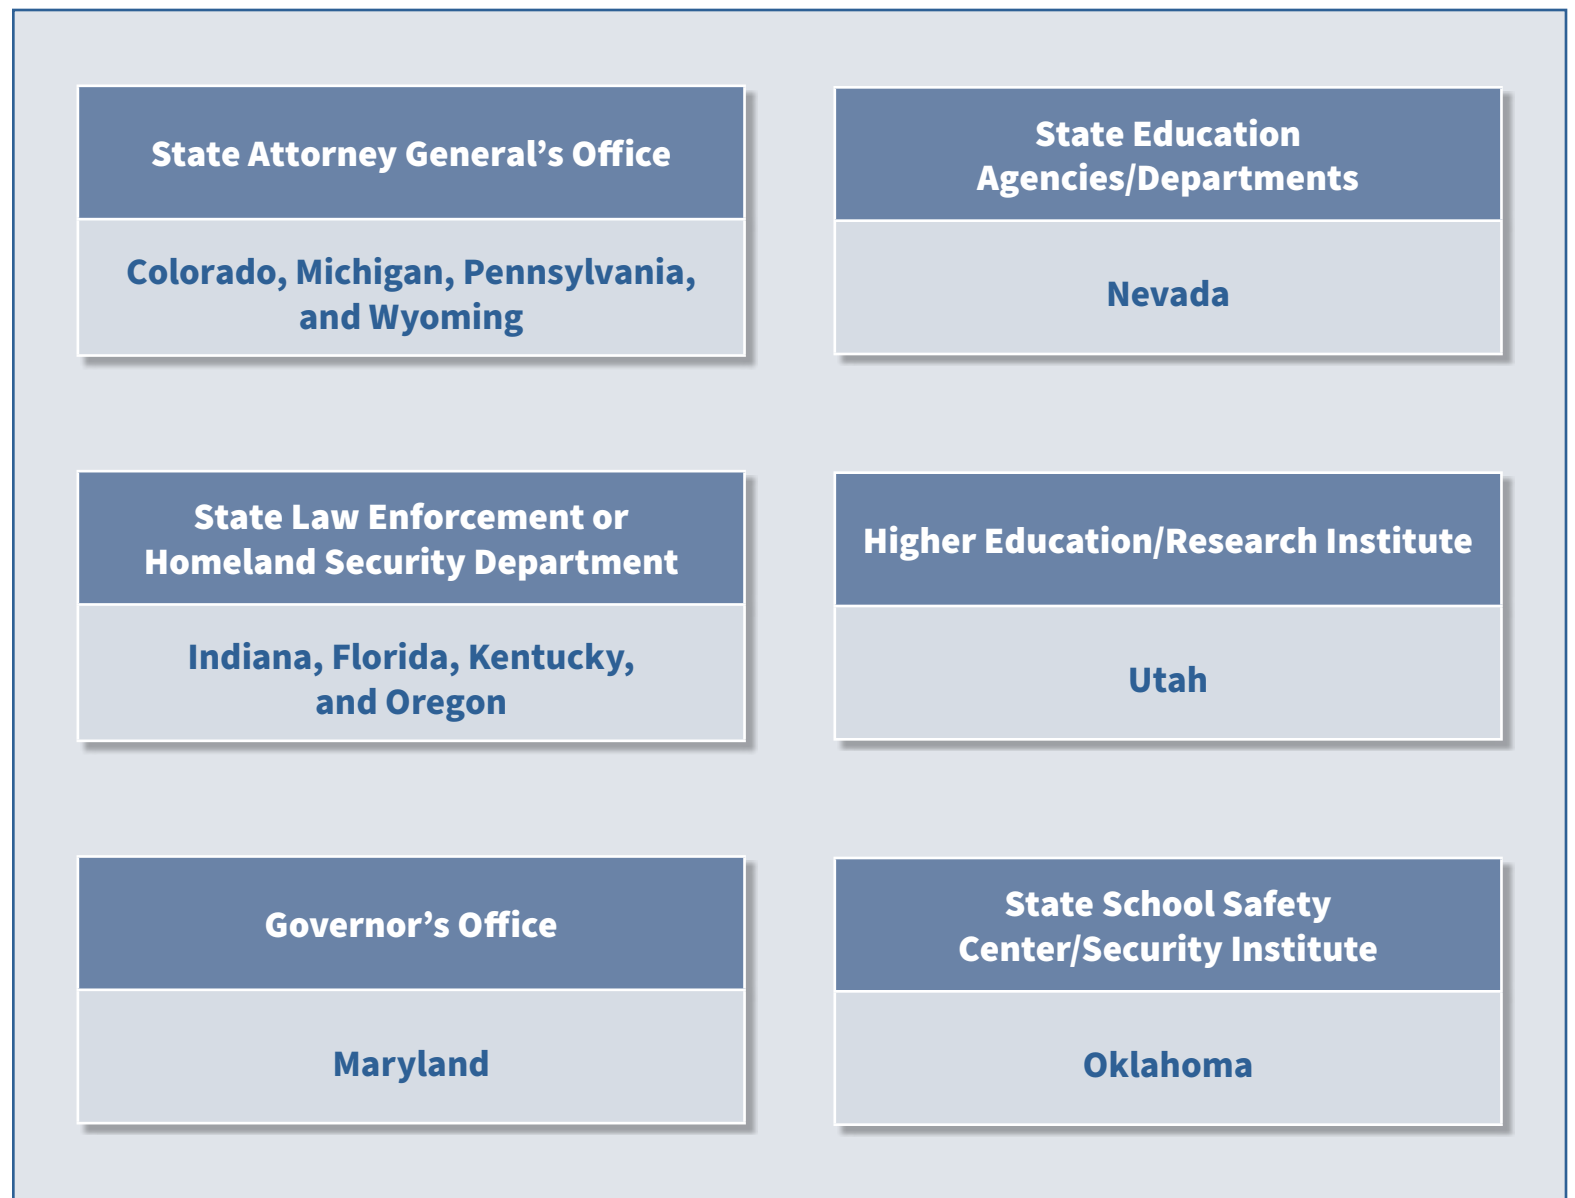 State Attorney General’s Office
Colorado, Michigan, Pennsylvania,
and Wyoming
State Education
Agencies/Departments
Nevada
State Law Enforcement or
Homeland Security Department
Indiana, Florida, Kentucky,
and Oregon
Higher Education/Research Institute
Utah
Governor’s Office
Maryland
State School Safety
Center/Security Institute
Oklahoma